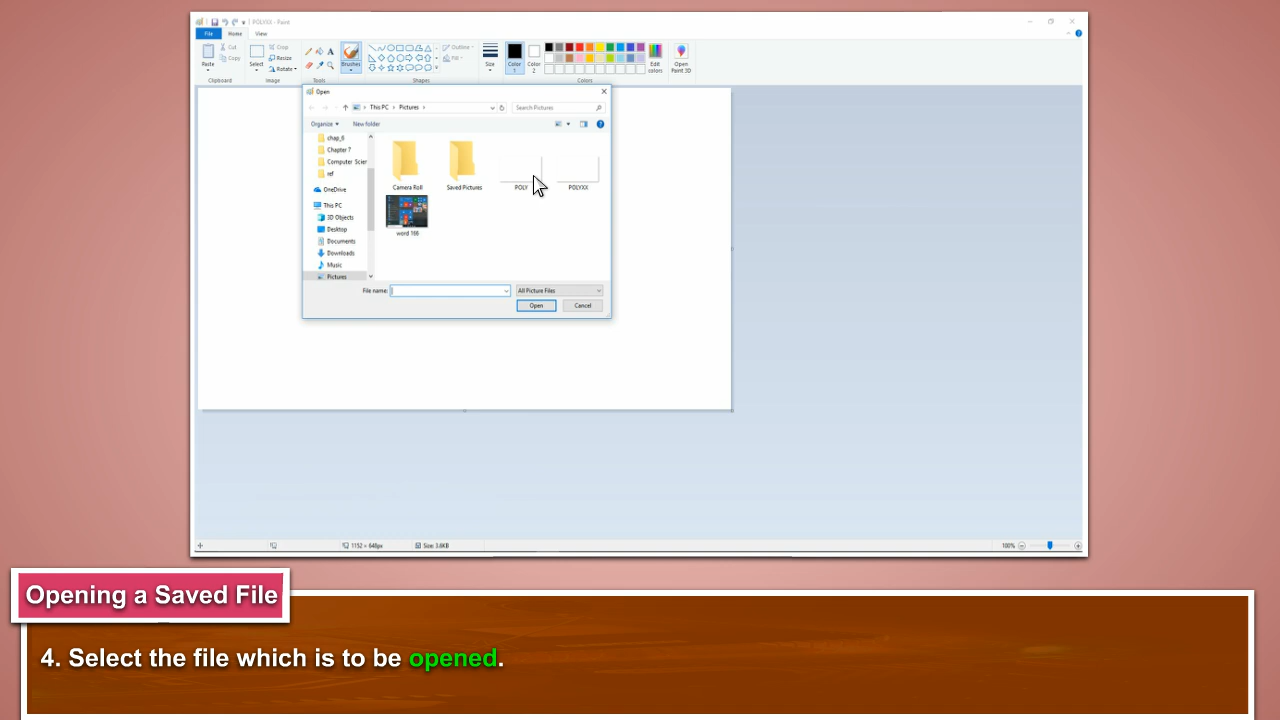 POLYXX - Paint
File Home View
Paste
Cut
Copy
Clipboard
Select
Crop
Resize
Rotate
Image
Tools
Brushes
Shapes
Outline
Fill
Size
Color 1
Color 2
Colors
Edit colors
Open Paint 3D
Open
This PC > Pictures >
Search Pictures
Organize
New folder
chap_6
Chapter 7
Computer Scier
ref
OneDrive
This PC
3D Objects
Desktop
Documents
Downloads
Music
Pictures
Camera Roll
Saved Pictures
POLY
POLYXX
word 166
File name:
All Picture Files
Open
Cancel
1152 × 648px
Size: 3.6KB
100%
Opening a Saved File
4. Select the file which is to be opened.